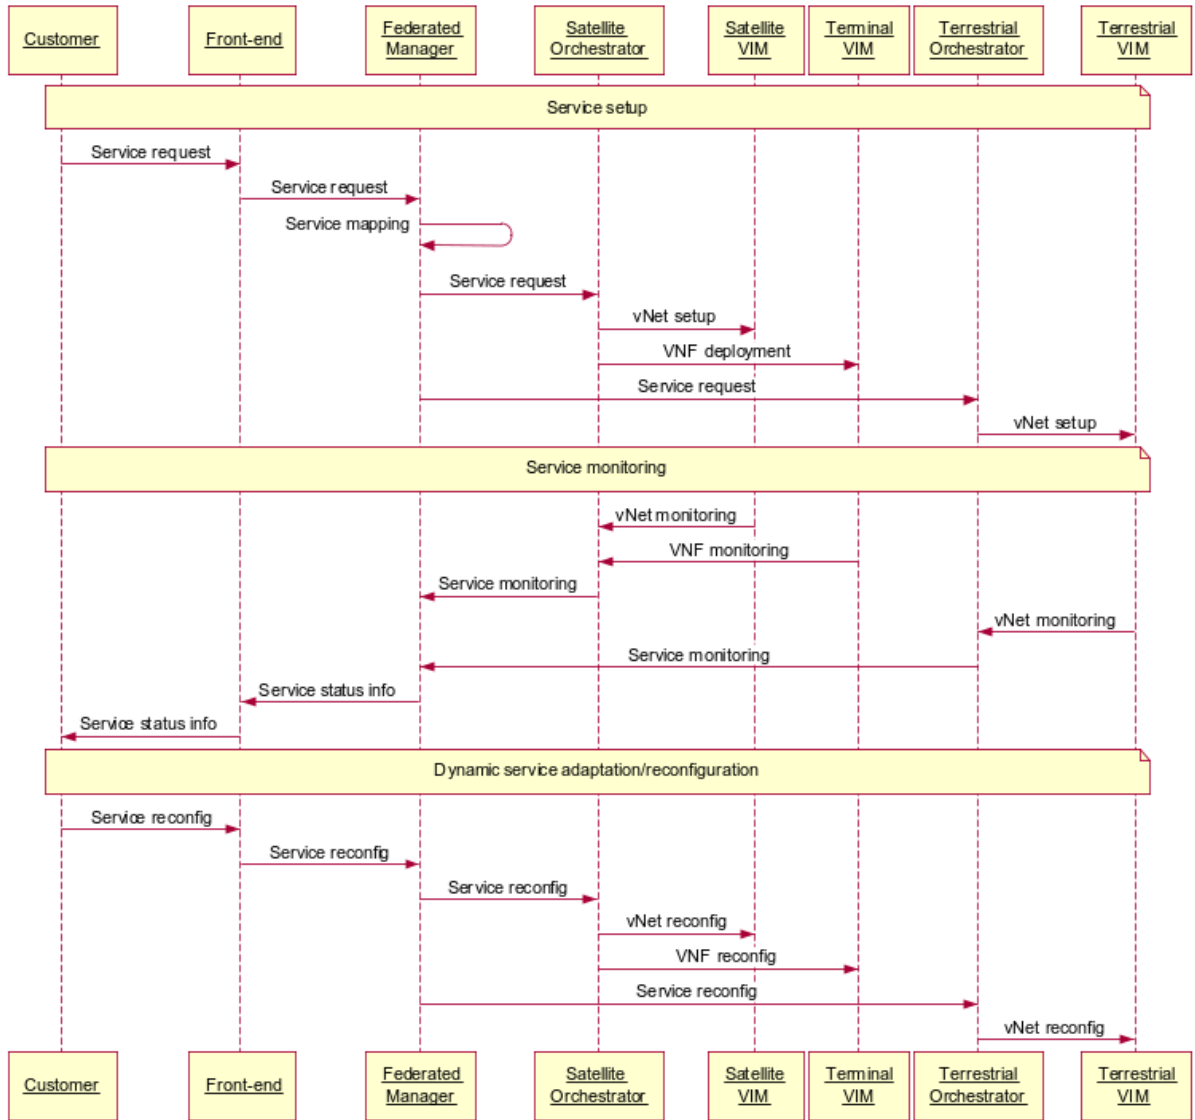 Customer
Front-end
Federated
Manager
Satellite
Orchestrator
Satellite
VIM
Terminal
VIM
Terrestrial
Orchestrator
Terrestrial
VIM
Service setup
Service request
Service request
Service mapping
Service request
vNet setup
VNF deployment
Service request
vNet setup
Service monitoring
vNet monitoring
VNF monitoring
Service monitoring
vNet monitoring
Service monitoring
Service status info
Service status info
Dynamic service adaptation/reconfiguration
Service reconfig
Service reconfig
Service reconfig
vNet reconfig
VNF reconfig
Service reconfig
vNet reconfig
Customer
Front-end
Federated
Manager
Satellite
Orchestrator
Satellite
VIM
Terminal
VIM
Terrestrial
Orchestrator
Terrestrial
VIM